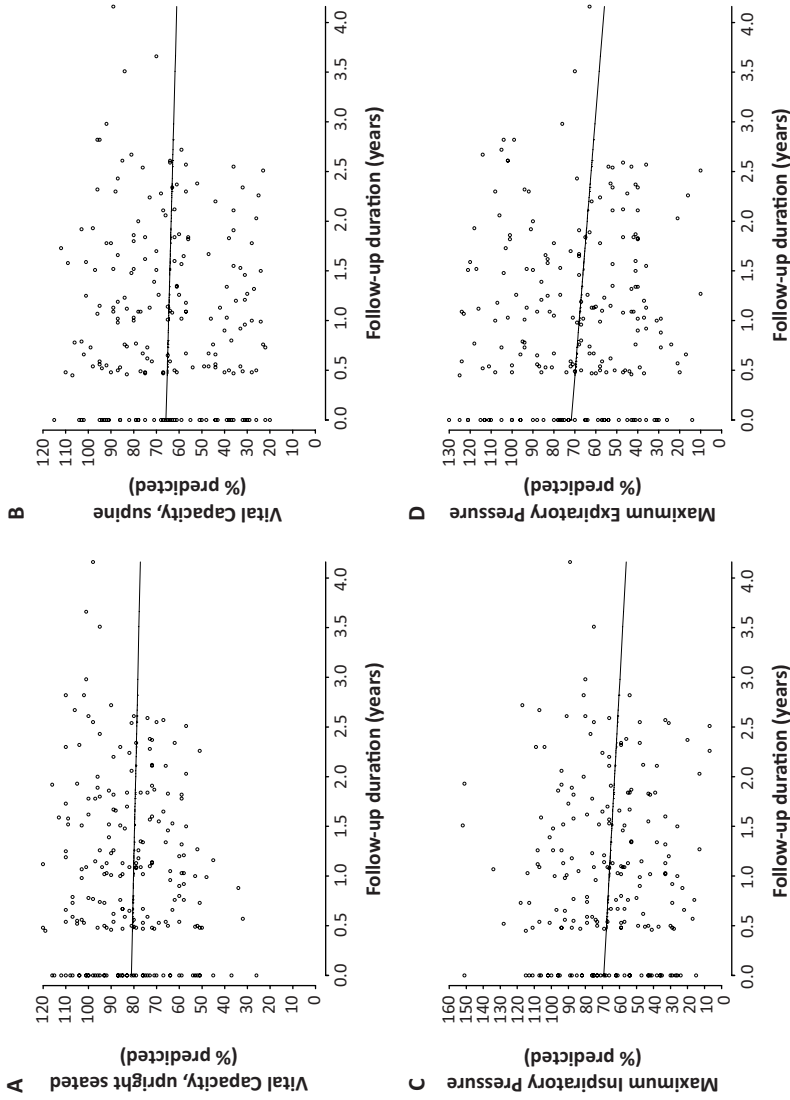 A
Vital Capacity, upright seated
(% predicted)
120
110
100
90
80
70
60
50
40
30
20
10
0
0.0 0.5 1.0 1.5 2.0 2.5 3.0 3.5 4.0
Follow-up duration (years)
B
Vital Capacity, supine
(% predicted)
120
110
100
90
80
70
60
50
40
30
20
10
0
0.0 0.5 1.0 1.5 2.0 2.5 3.0 3.5 4.0
Follow-up duration (years)
C
Maximum Inspiratory Pressure
(% predicted)
160
150
140
130
120
110
100
90
80
70
60
50
40
30
20
10
0
0.0 0.5 1.0 1.5 2.0 2.5 3.0 3.5 4.0
Follow-up duration (years)
D
Maximum Expiratory Pressure
(% predicted)
130
120
110
100
90
80
70
60
50
40
30
20
10
0
0.0 0.5 1.0 1.5 2.0 2.5 3.0 3.5 4.0
Follow-up duration (years)